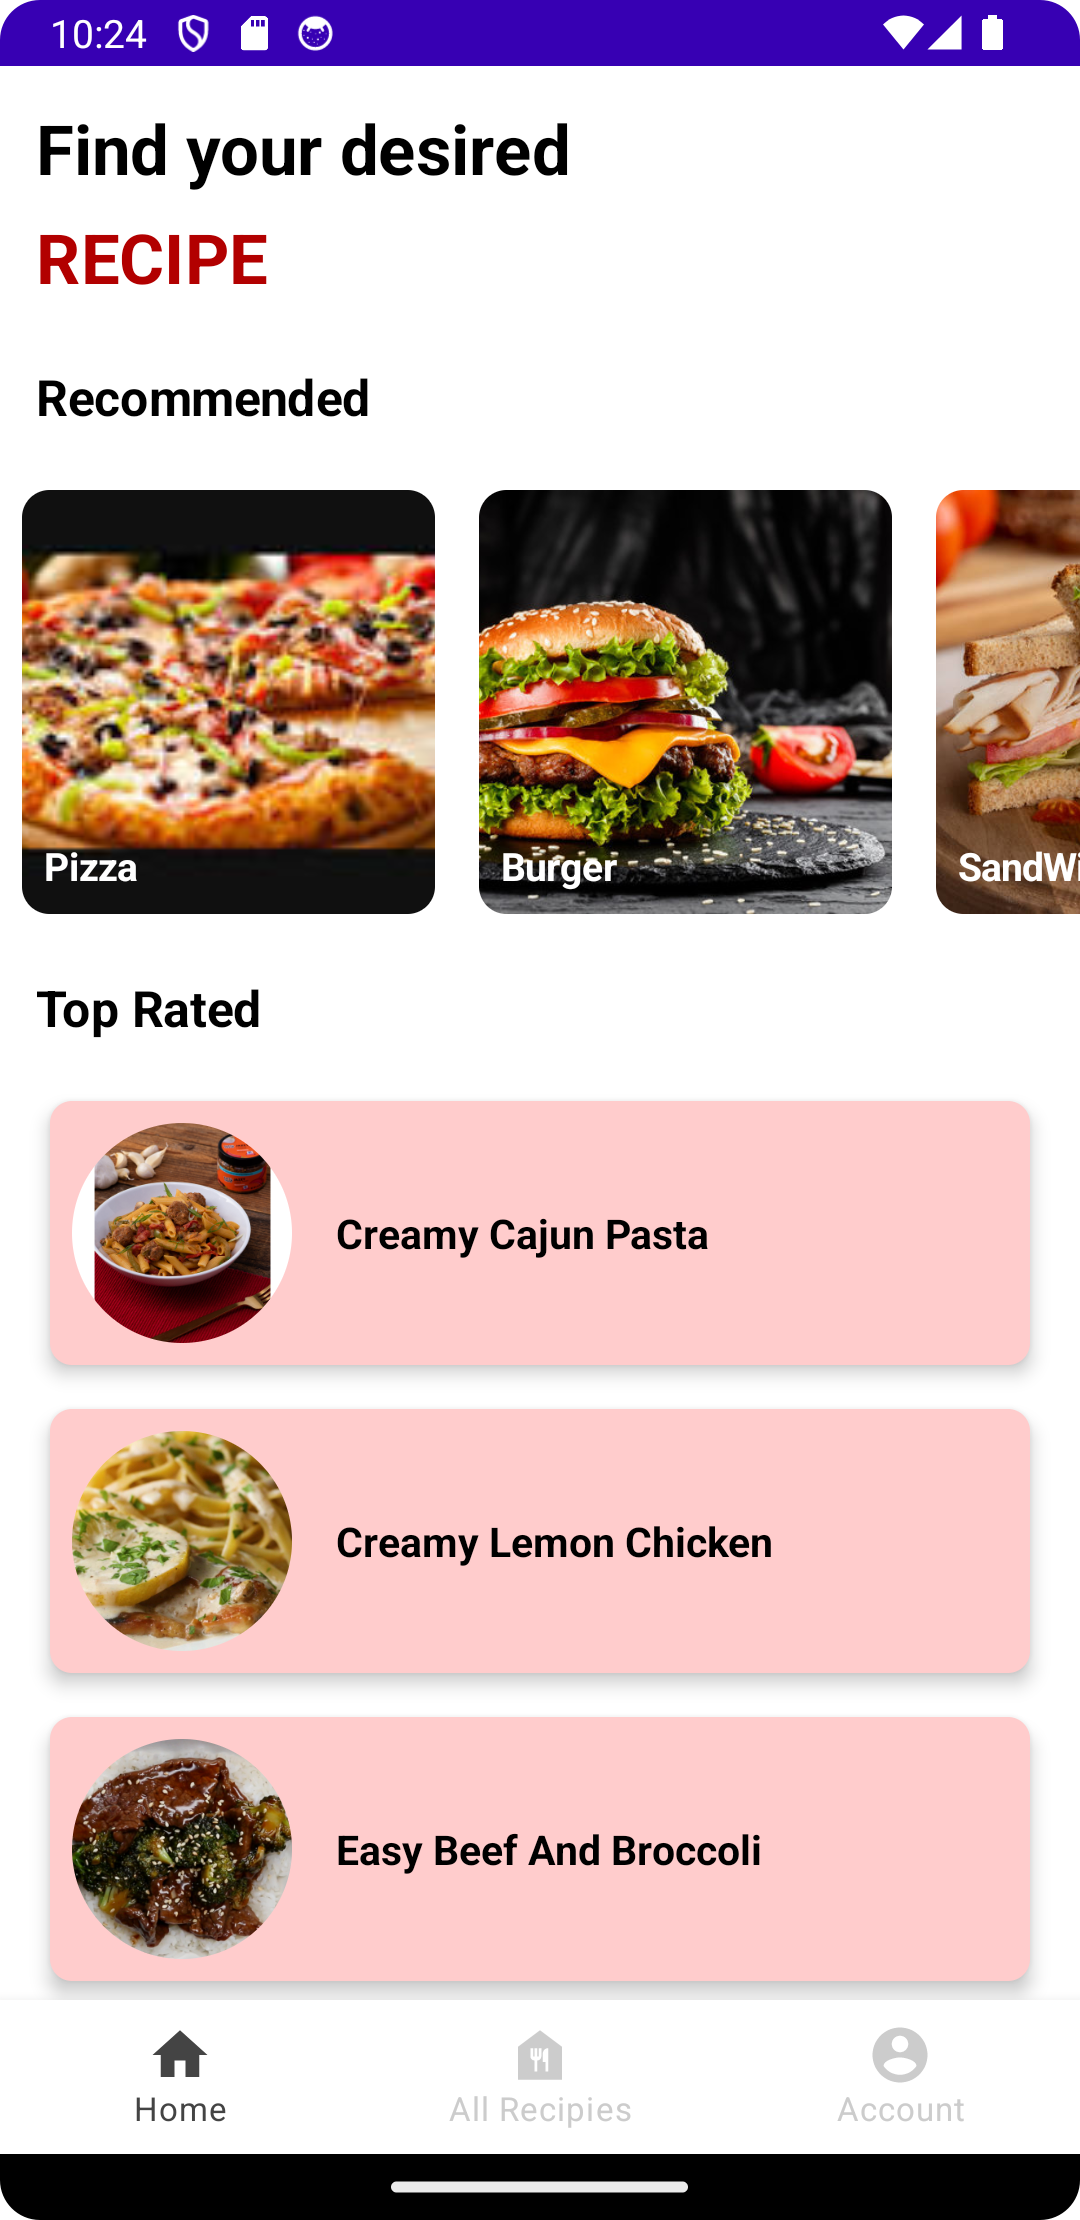 10:24
Find your desired
RECIPE
Recommended
Pizza
Burger
SandWi
Top Rated
Creamy Cajun Pasta
Creamy Lemon Chicken
Easy Beef And Broccoli
Home
All Recipies
Account